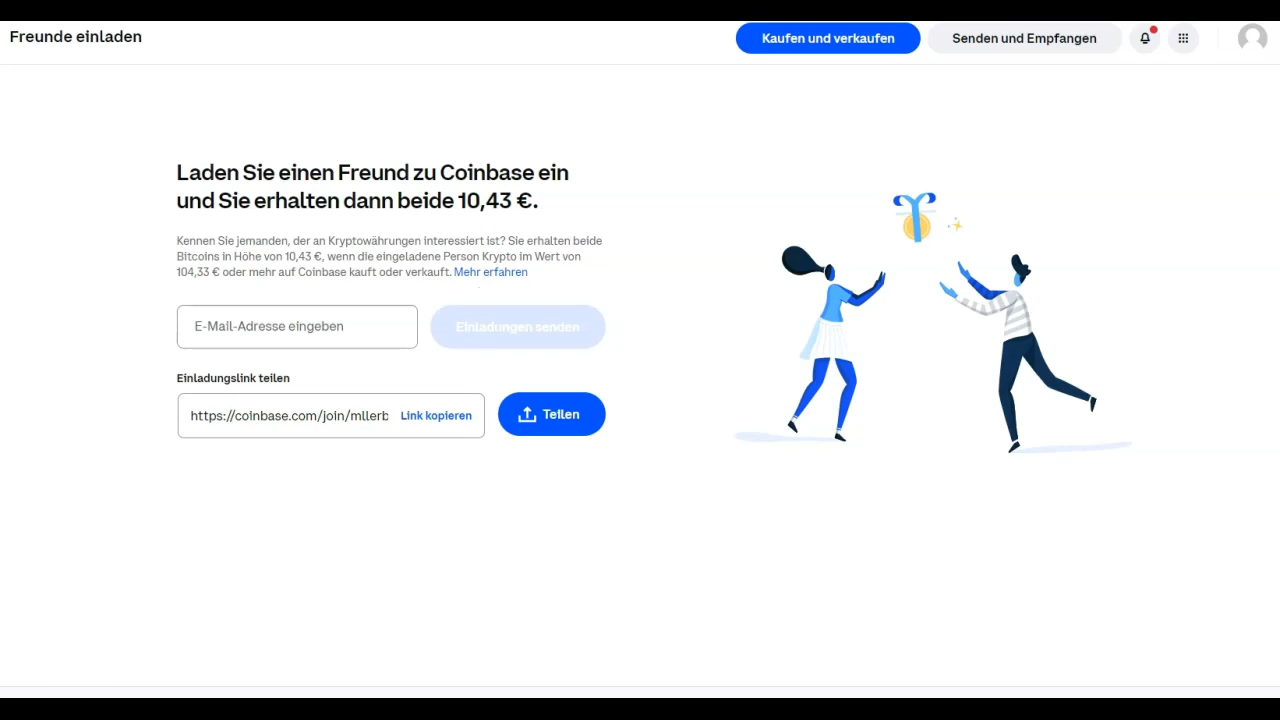 Freunde einladen
Kaufen und verkaufen
Senden und Empfangen
Laden Sie einen Freund zu Coinbase ein
und Sie erhalten dann beide 10,43 €.
Kennen Sie jemanden, der an Kryptowährungen interessiert ist? Sie erhalten beide
Bitcoins in Höhe von 10,43 €, wenn die eingeladene Person Krypto im Wert von
104,33 € oder mehr auf Coinbase kauft oder verkauft. Mehr erfahren
E-Mail-Adresse eingeben
Einladungen senden
Einladungslink teilen
https://coinbase.com/join/mllerb
Link kopieren
Teilen